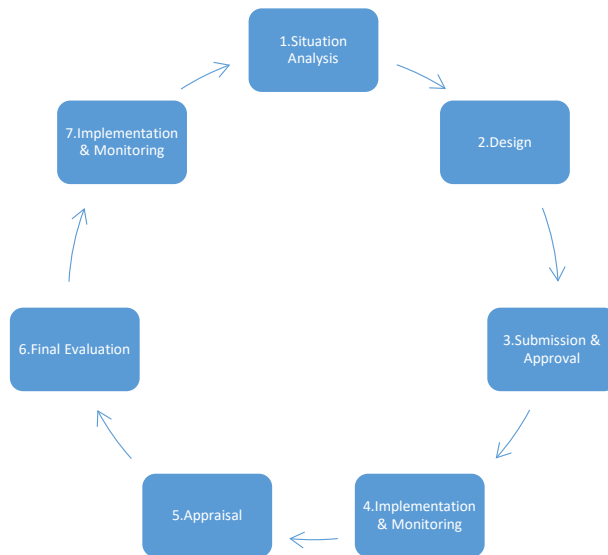 1.Situation
Analysis
2.Design
3.Submission &
Approval
4.Implementation
& Monitoring
5.Appraisal
6.Final Evaluation
7.Implementation
& Monitoring